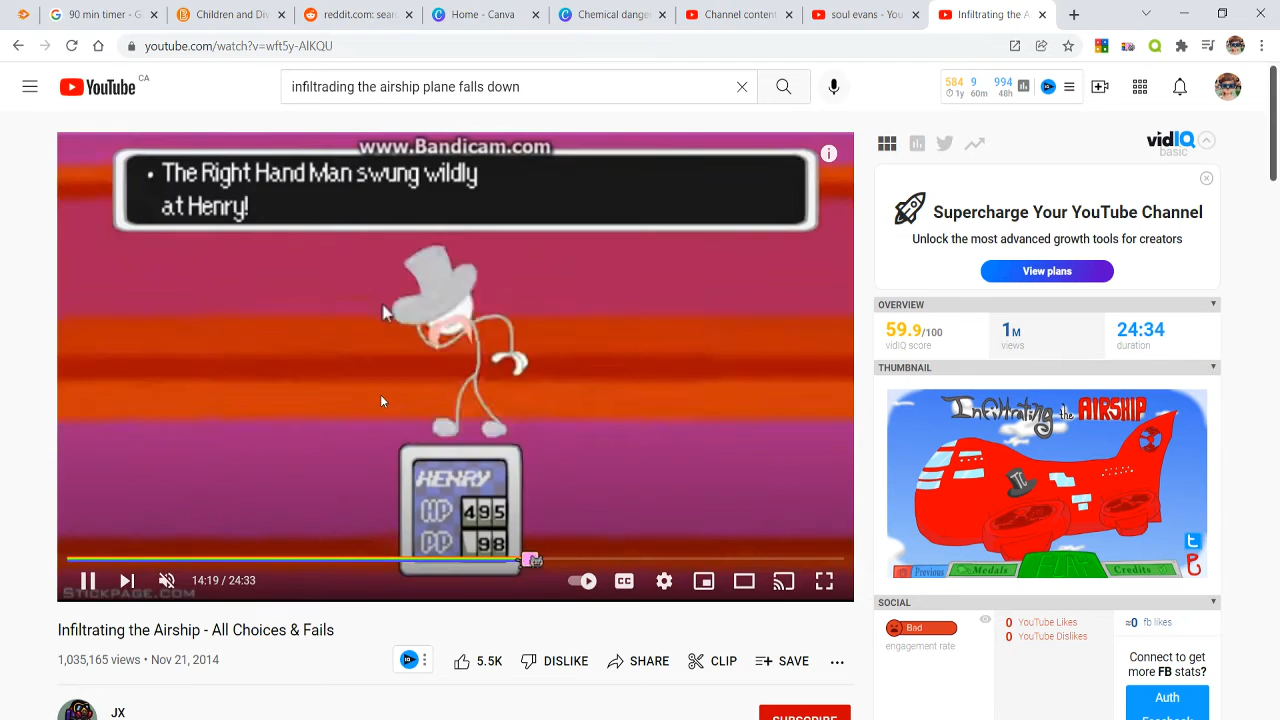 90 min timer - G
Children and Div
reddit.com: sear
Home - Canva
Chemical danger
Channel content
soul evans - You
Infiltrating the A
youtube.com/watch?v=wft5y-AIKQU
YouTube CA
infiltrating the airship plane falls down
584 9 994
1y 60m 48h
www.Bandicam.com
• The Right Hand Man swung wildly
at Henry!
HENRY
HP 495
PP 98
14:19 / 24:33
CC
STICKPAGE.COM
Infiltrating the Airship - All Choices & Fails
1,035,165 views • Nov 21, 2014
5.5K DISLIKE SHARE CLIP SAVE
JX
SUBSCRIBE
vidIQ
basic
Supercharge Your YouTube Channel
Unlock the most advanced growth tools for creators
View plans
OVERVIEW
59.9/100 1M 24:34
vidIQ score views duration
THUMBNAIL
Infiltrating the AIRSHIP
TC
Previous Medals Credits
SOCIAL
Bad
engagement rate
0 YouTube Likes
0 YouTube Dislikes
≈0 fb likes
Connect to get
more FB stats?
Auth
Facebook